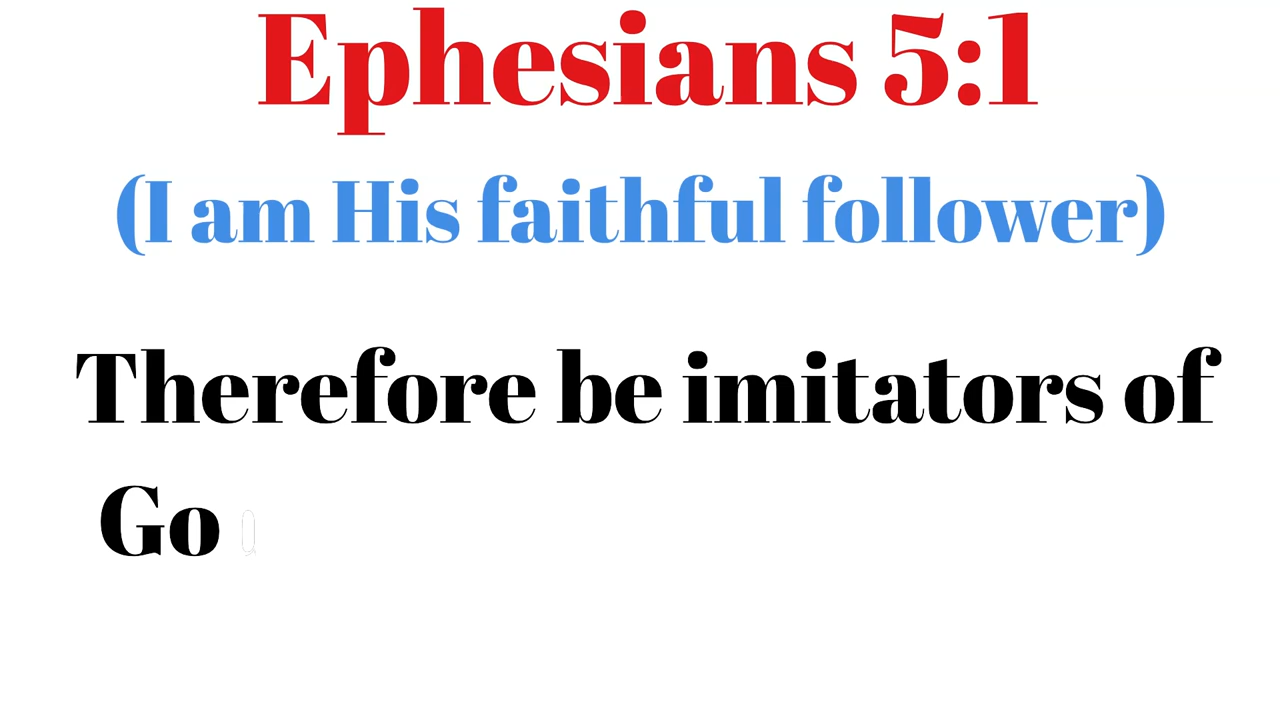 Ephesians 5:1
(I am His faithful follower)
Therefore be imitators of
Go